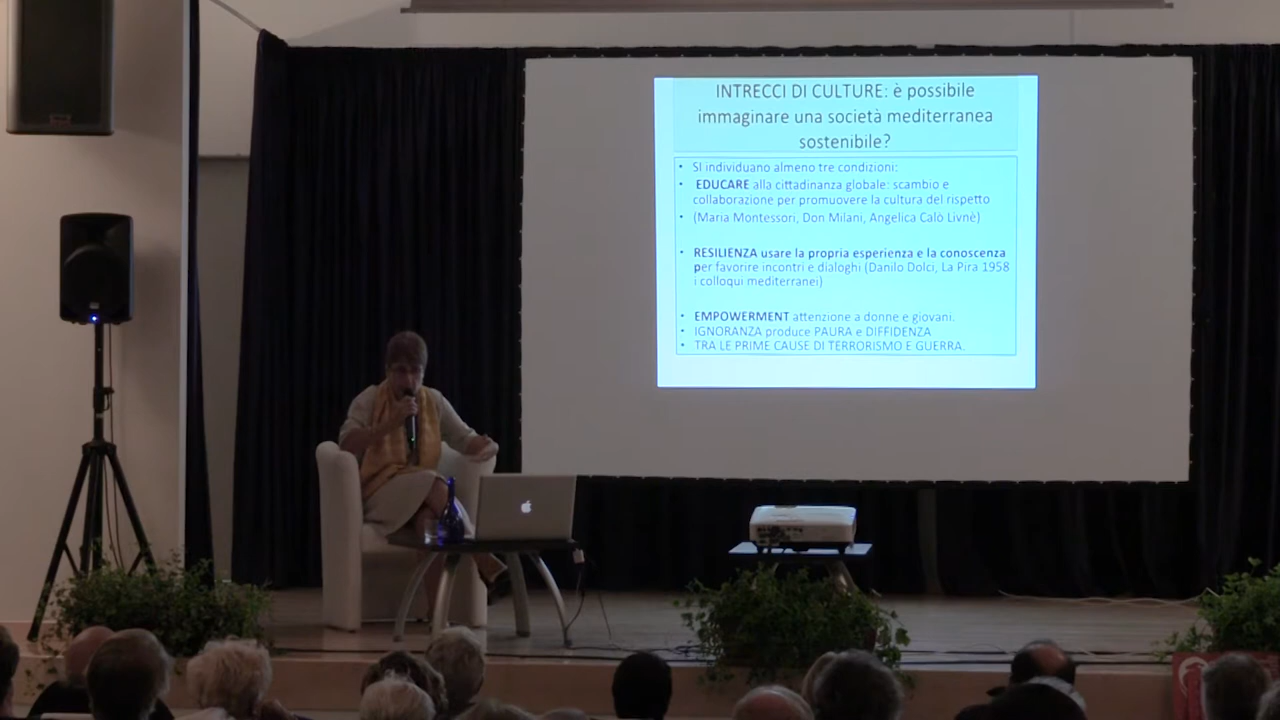 INTRECCI DI CULTURE: è possibile
immaginare una società mediterranea
sostenibile?
• SI individuano almeno tre condizioni:
• EDUCARE alla cittadinanza globale: scambio e
collaborazione per promuovere la cultura del rispetto
• (Maria Montessori, Don Milani, Angelica Calò Livnè)
• RESILIENZA usare la propria esperienza e la conoscenza
per favorire incontri e dialoghi (Danilo Dolci, La Pira 1958
i colloqui mediterranei)
• EMPOWERMENT attenzione a donne e giovani.
• IGNORANZA produce PAURA e DIFFIDENZA
• TRA LE PRIME CAUSE DI TERRORISMO E GUERRA.